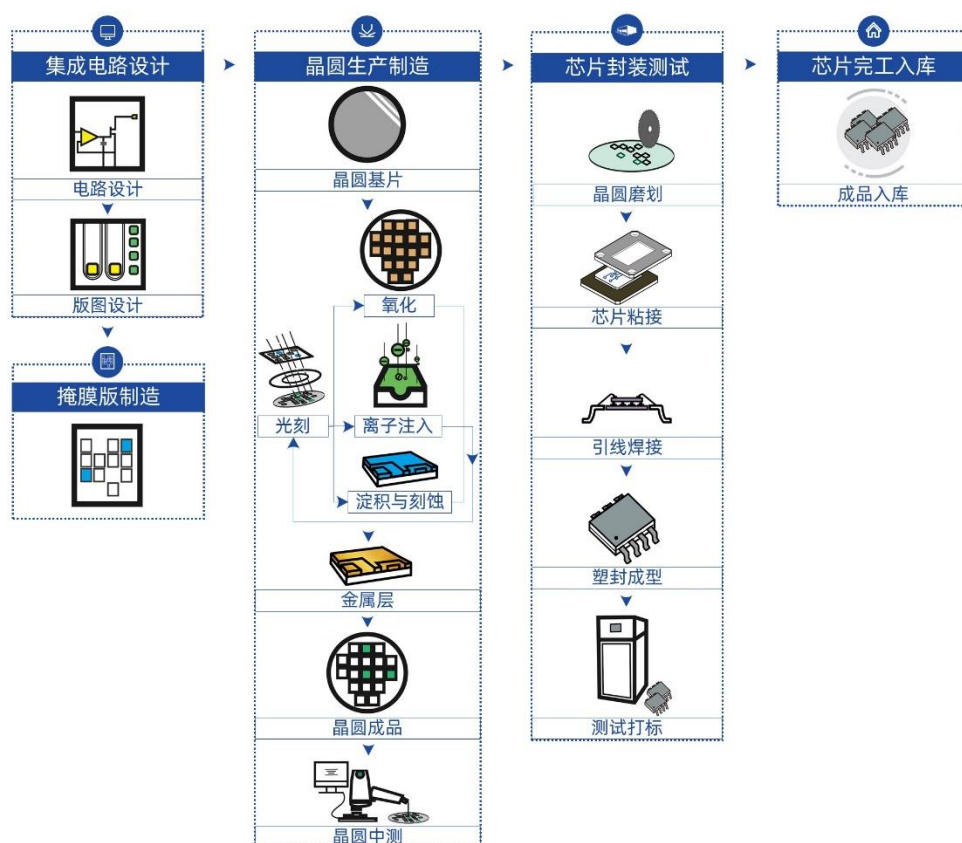 集成电路设计
电路设计
版图设计
掩膜版制造
晶圆生产制造
晶圆基片
氧化
光刻
离子注入
淀积与刻蚀
金属层
晶圆成品
晶圆中测
芯片封装测试
晶圆磨划
芯片粘接
引线焊接
塑封成型
测试打标
芯片完工入库
成品入库